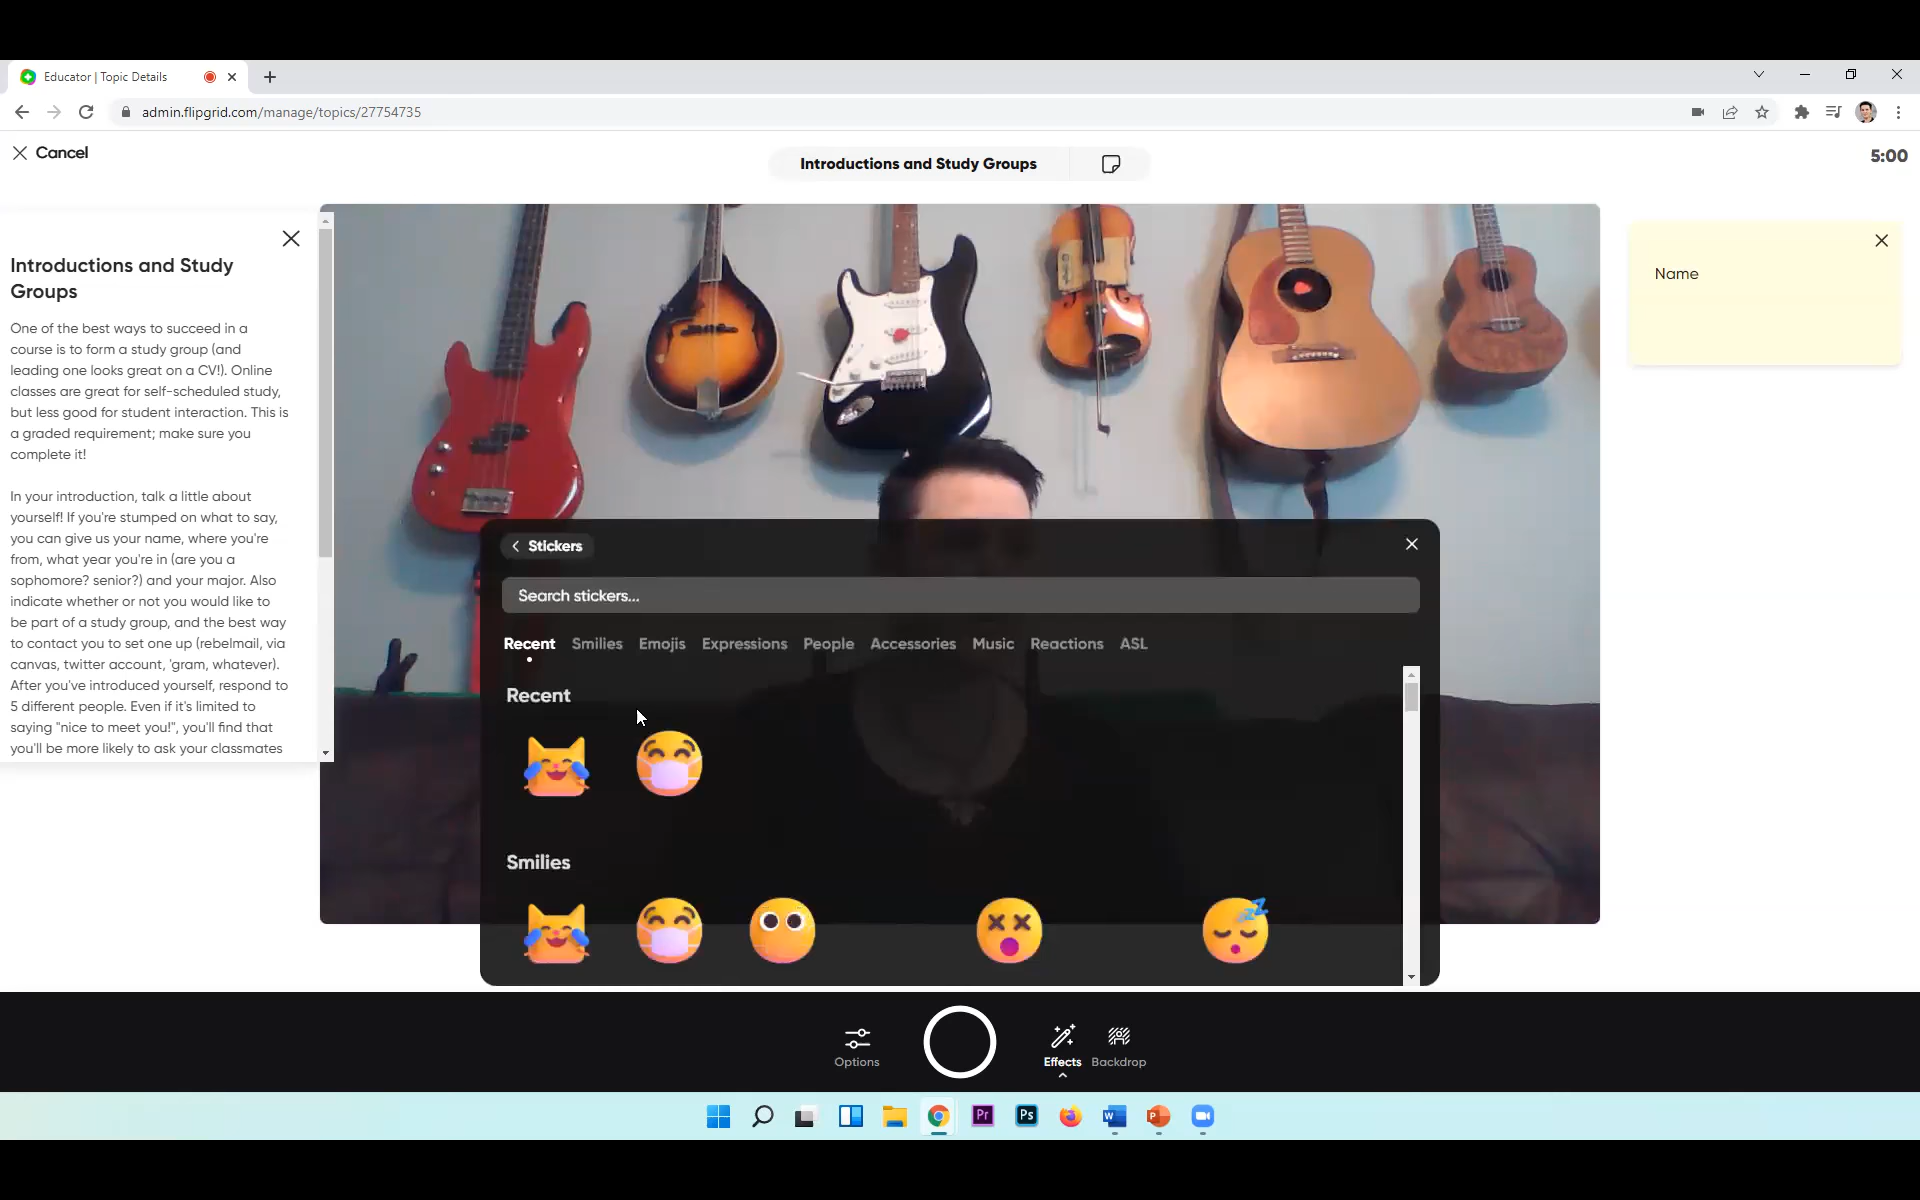 Educator | Topic Details
admin.flipgrid.com/manage/topics/27754735
Cancel
Introductions and Study Groups
5:00
Introductions and Study
Groups
One of the best ways to succeed in a
course is to form a study group (and
leading one looks great on a CV!). Online
classes are great for self-scheduled study,
but less good for student interaction. This is
a graded requirement; make sure you
complete it!
In your introduction, talk a little about
yourself! If you're stumped on what to say,
you can give us your name, where you're
from, what year you're in (are you a
sophomore? senior?) and your major. Also
indicate whether or not you would like to
be part of a study group, and the best way
to contact you to set one up (rebelmail, via
canvas, twitter account, 'gram, whatever).
After you've introduced yourself, respond to
5 different people. Even if it's limited to
saying "nice to meet you!", you'll find that
you'll be more likely to ask your classmates
Name
Stickers
Search stickers...
Recent Smilies Emojis Expressions People Accessories Music Reactions ASL
Recent
Smilies
Options
Effects
Backdrop
Pr
Ps
W
P